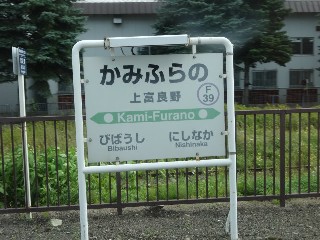 かみふらの
上富良野
F
39
Kami-Furano
びばうし にしなか
Bibaushi Nishinaka